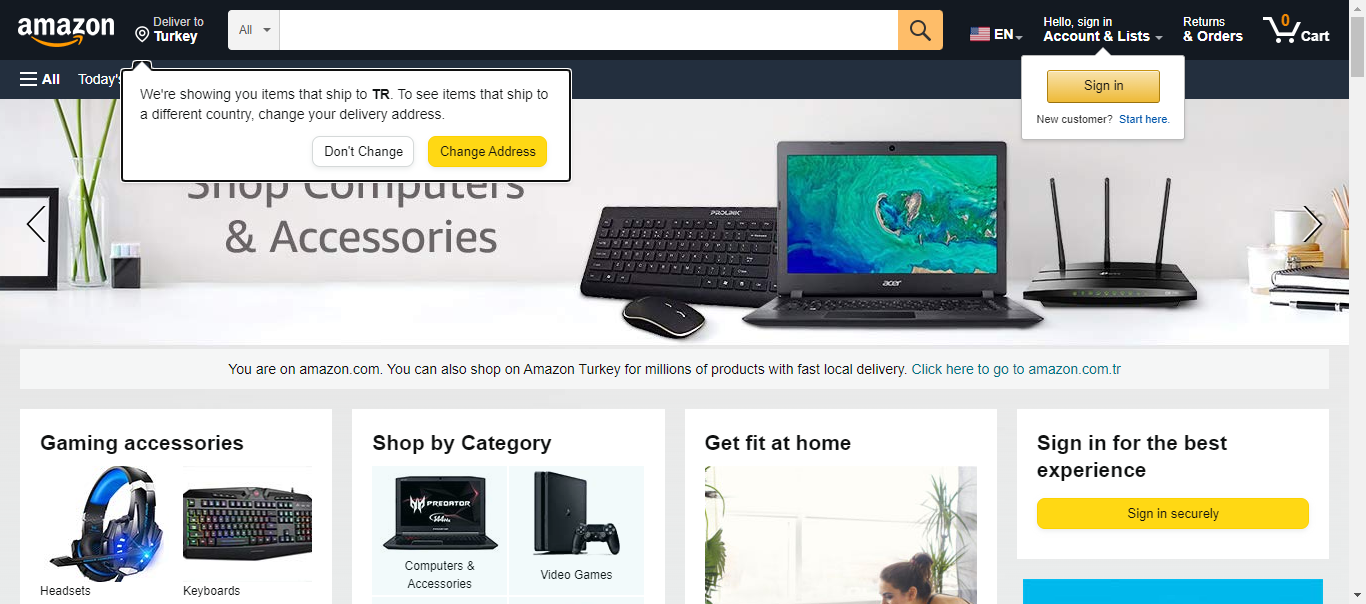 amazon
Deliver to
Turkey
All
EN
Hello, sign in
Account & Lists
Returns
& Orders
0
Cart
All
Today's
We're showing you items that ship to TR. To see items that ship to
a different country, change your delivery address.
Don't Change
Change Address
Sign in
New customer? Start here.
Shop Computers
& Accessories
PROLINK
acer
You are on amazon.com. You can also shop on Amazon Turkey for millions of products with fast local delivery. Click here to go to amazon.com.tr
Gaming accessories
Headsets
Keyboards
Shop by Category
PREDATOR
Computers &
Accessories
Video Games
Get fit at home
Sign in for the best
experience
Sign in securely